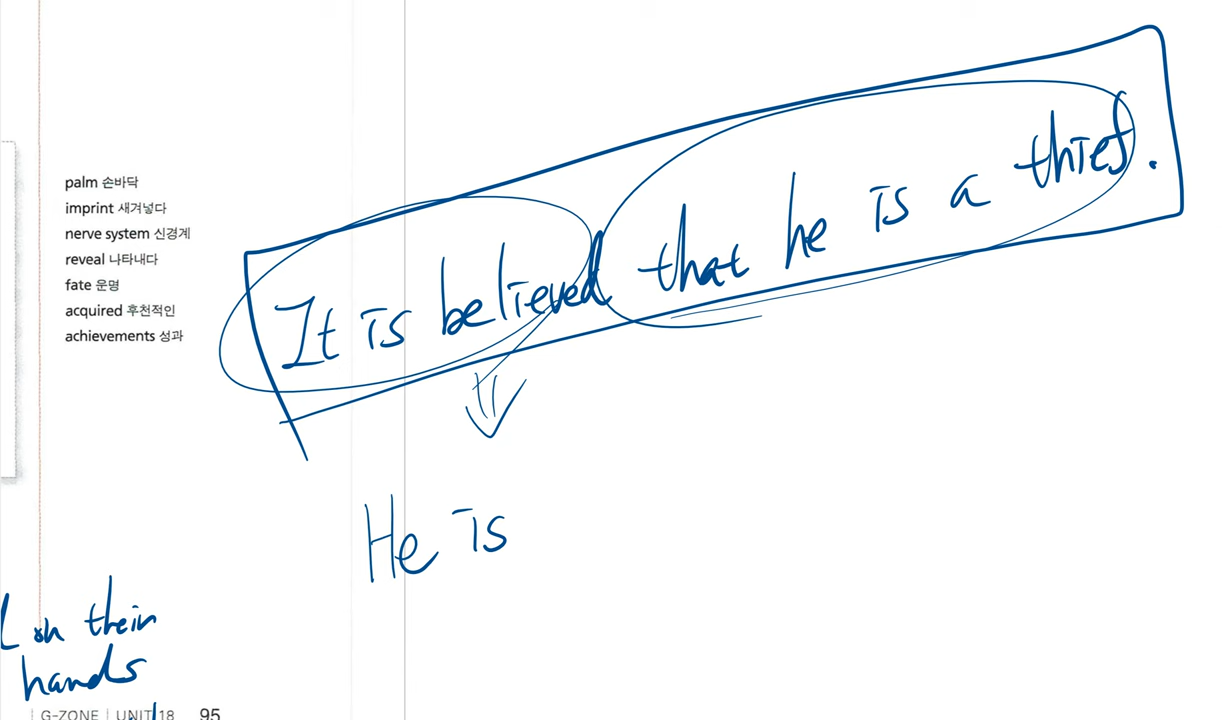 palm 손바닥
imprint 새겨넣다
nerve system 신경계
reveal 나타내다
fate 운명
acquired 후천적인
achievements 성과
It is believed that he is a thief.
He is
on their
hands
G-ZONE | UNIT 18 95